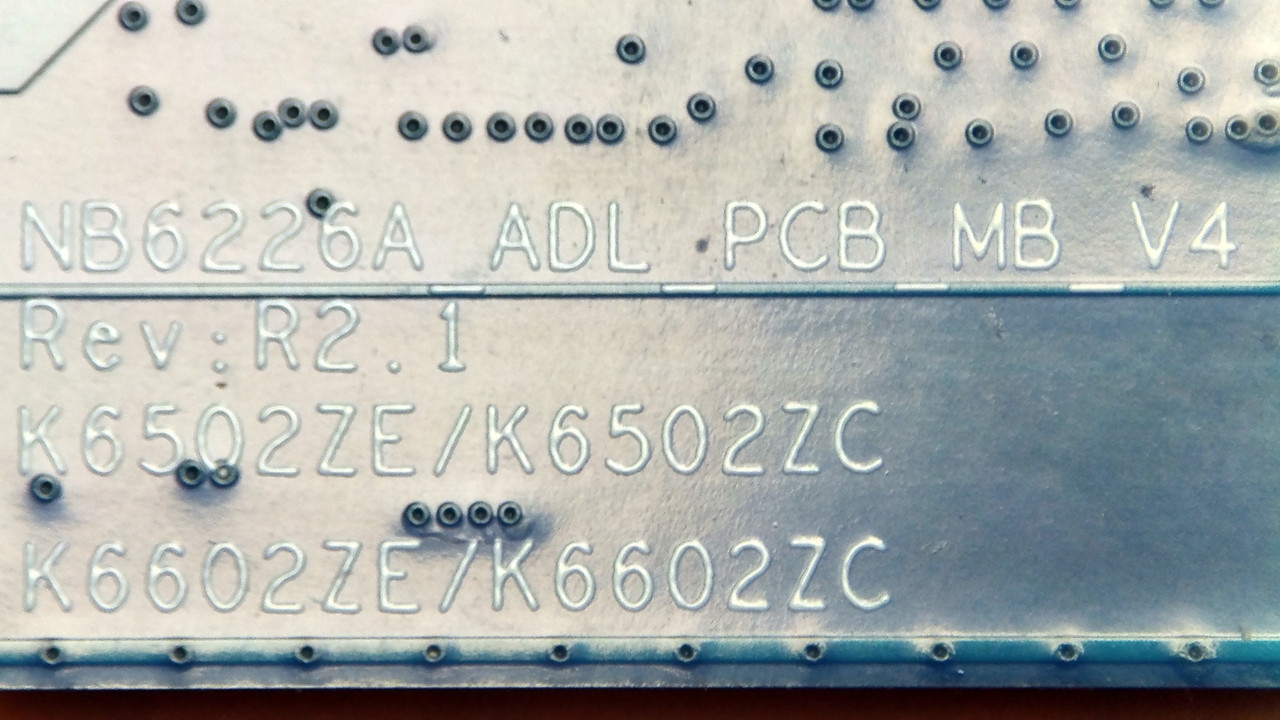 NB6226A ADL PCB MB V4
Rev:R2.1
K6502ZE/K6502ZC
K6602ZE/K6602ZC